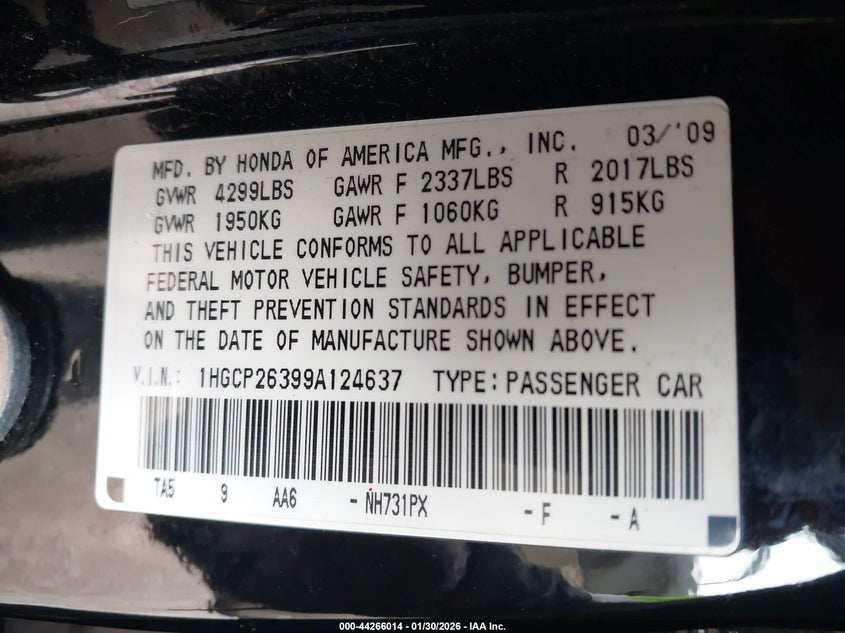 MFD. BY HONDA OF AMERICA MFG., INC. 03/'09
GVWR 4299LBS GAWR F 2337LBS R 2017LBS
GVWR 1950KG GAWR F 1060KG R 915KG
THIS VEHICLE CONFORMS TO ALL APPLICABLE
FEDERAL MOTOR VEHICLE SAFETY, BUMPER,
AND THEFT PREVENTION STANDARDS IN EFFECT
ON THE DATE OF MANUFACTURE SHOWN ABOVE.
V.I.N.: 1HGCP26399A124637 TYPE: PASSENGER CAR
TA5 9 AA6 - NH731PX - F - A
000-44266014 - 01/30/2026 - IAA Inc.